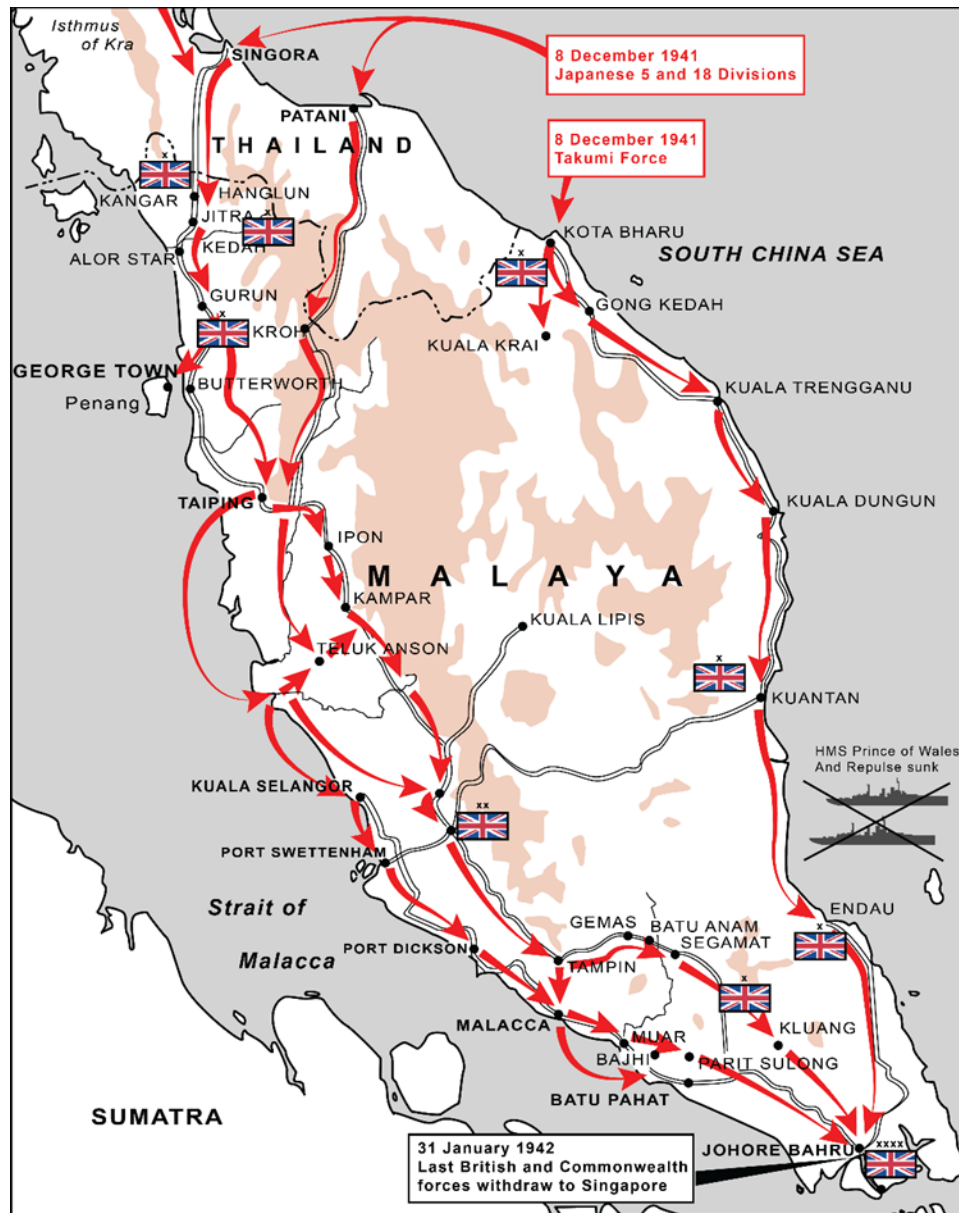 Isthmus
of Kra
SINGORA
8 December 1941
Japanese 5 and 18 Divisions
PATANI
THAILAND
8 December 1941
Takumi Force
x
KANGAR
HANGLUN
JITRA
x
KEDAH
ALOR STAR
KOTA BHARU
SOUTH CHINA SEA
x
GURUN
GONG KEDAH
x
KROH
KUALA KRAI
GEORGE TOWN
Penang
BUTTERWORTH
KUALA TRENGGANU
TAIPING
KUALA DUNGUN
IPON
MALAYA
KAMPAR
KUALA LIPIS
TELUK ANSON
x
KUANTAN
HMS Prince of Wales
And Repulse sunk
KUALA SELANGOR
xx
PORT SWETTENHAM
Strait of
Malacca
ENDAU
x
GEMAS
BATU ANAM
SEGAMAT
PORT DICKSON
TAMPIN
x
MALACCA
MUAR
KLUANG
BAJHI
PARIT SULONG
BATU PAHAT
SUMATRA
31 January 1942
Last British and Commonwealth
forces withdraw to Singapore
JOHORE BAHRU
xxxx